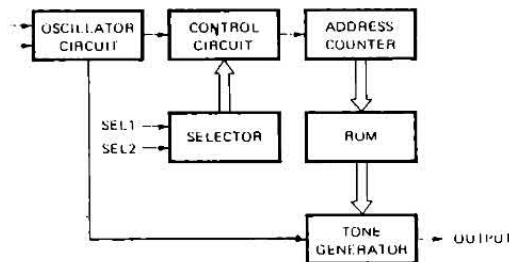 OSCILLATOR
CIRCUIT
CONTROL
CIRCUIT
ADDRESS
COUNTER
SEL1
SEL2
SELECTOR
ROM
TONE
GENERATOR
OUTPUT